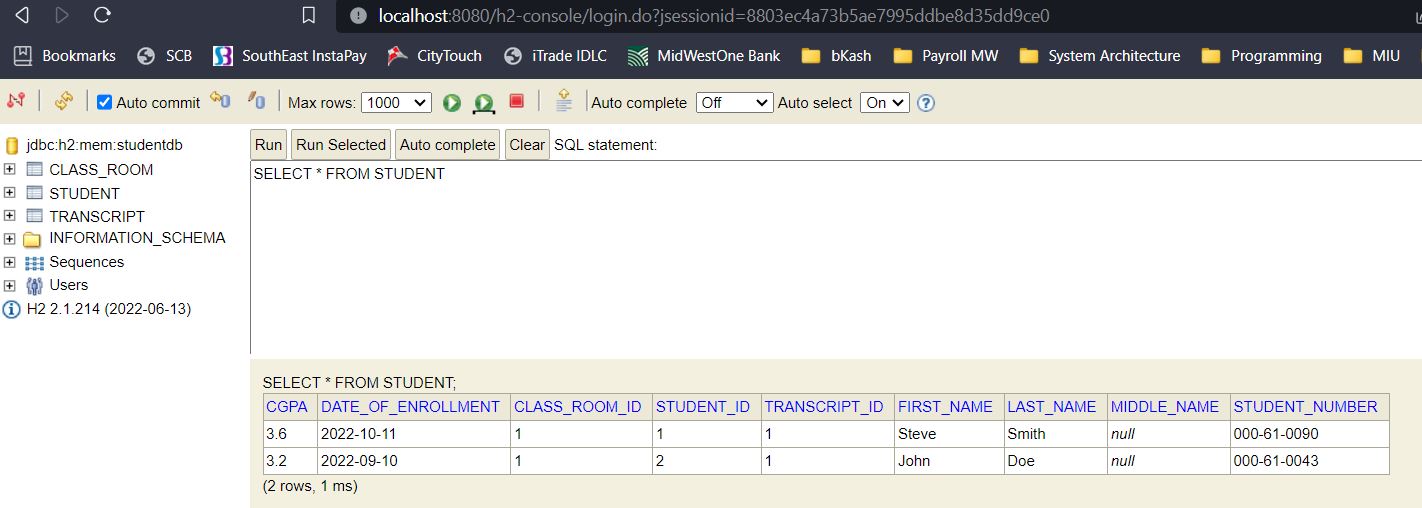 localhost:8080/h2-console/login.do?jsessionid=8803ec4a73b5ae7995ddbe8d35dd9ce0
Bookmarks SCB SouthEast InstaPay CityTouch iTrade IDLC MidWestOne Bank bKash Payroll MW System Architecture Programming MIU
Auto commit Max rows: 1000 Auto complete Off Auto select On ?
jdbc:h2:mem:studentdb
CLASS_ROOM
STUDENT
TRANSCRIPT
INFORMATION_SCHEMA
Sequences
Users
H2 2.1.214 (2022-06-13)
Run Run Selected Auto complete Clear SQL statement:
SELECT * FROM STUDENT
SELECT * FROM STUDENT;
CGPA DATE_OF_ENROLLMENT CLASS_ROOM_ID STUDENT_ID TRANSCRIPT_ID FIRST_NAME LAST_NAME MIDDLE_NAME STUDENT_NUMBER
3.6 2022-10-11 1 1 1 Steve Smith null 000-61-0090
3.2 2022-09-10 1 2 1 John Doe null 000-61-0043
(2 rows, 1 ms)